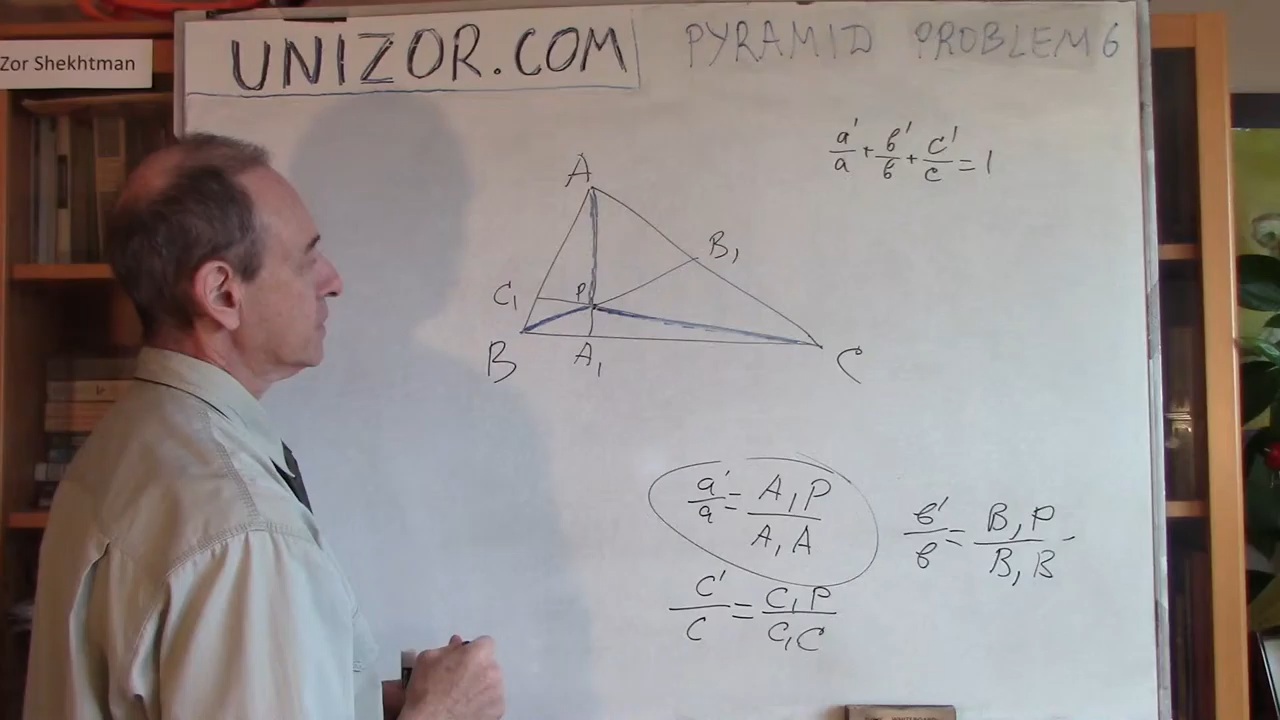 Zor Shekhtman
UNIZOR.COM
PYRAMID PROBLEM 6
a'/a + b'/b + c'/c = 1
A
B₁
C₁
P
B
A₁
C
a'/a = A₁P/A₁A
b'/b = B₁P/B₁B
c'/c = C₁P/C₁C